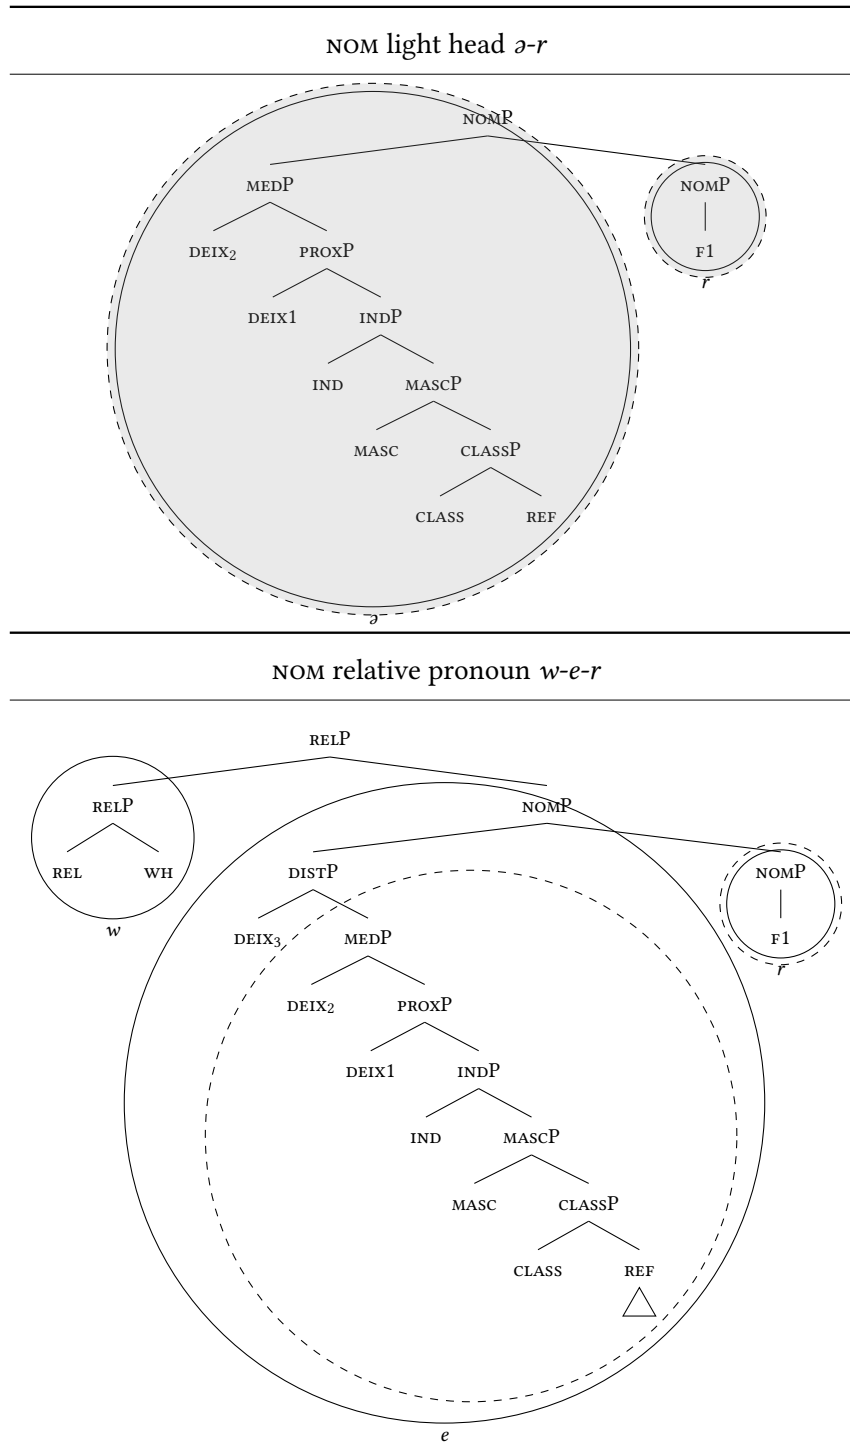 NOM light head ə-r
NOMP
MEDP NOMP
DEIX₂ PROXP F1
r
DEIX1 INDP
IND MASCP
MASC CLASSP
CLASS REF
ə
NOM relative pronoun w-e-r
RELP
RELP NOMP
REL WH DISTP NOMP
w DEIX₃ MEDP F1
r
DEIX₂ PROXP
DEIX1 INDP
IND MASCP
MASC CLASSP
CLASS REF
e